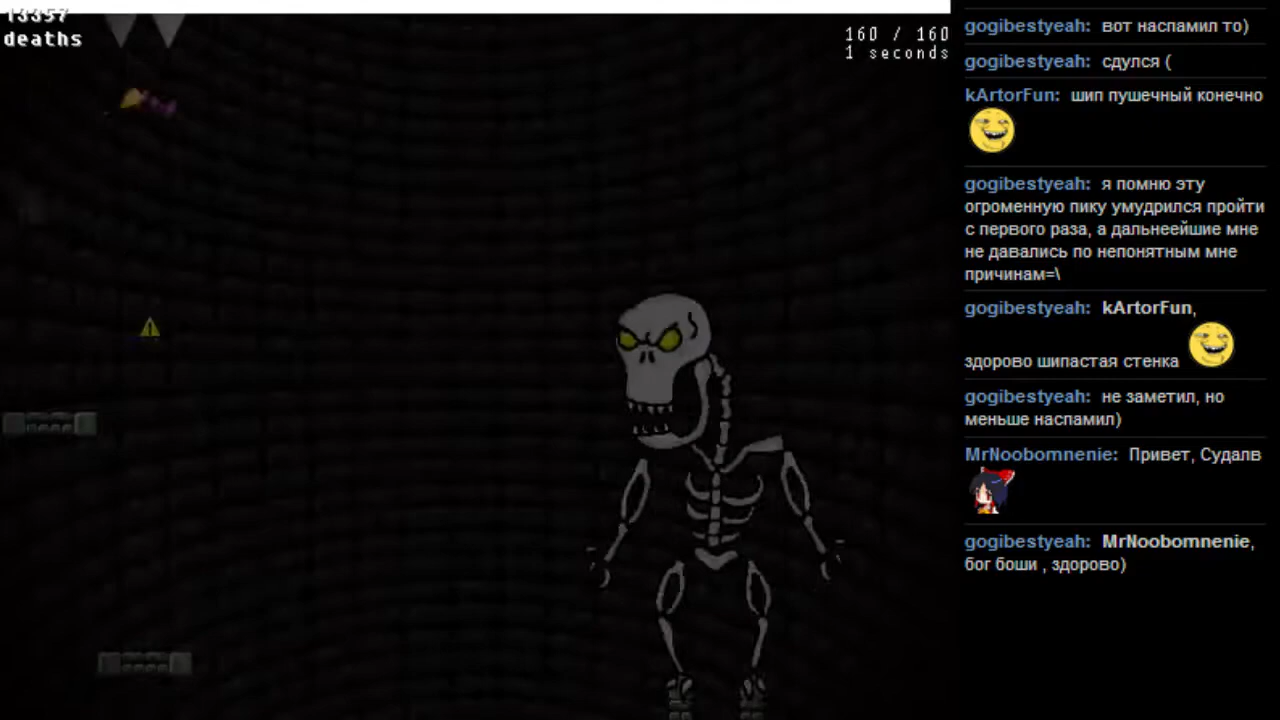 13357
deaths
160 / 160
1 seconds
gogibestyeah: вот наспамил то)
gogibestyeah: сдулся (
kArtorFun: шип пушечный конечно
gogibestyeah: я помню эту
огроменную пику умудрился пройти
с первого раза, а дальнеейшие мне
не давались по непонятным мне
причинам=\
gogibestyeah: kArtorFun,
здорово шипастая стенка
gogibestyeah: не заметил, но
меньше наспамил)
MrNoobomnenie: Привет, Судалв
gogibestyeah: MrNoobomnenie,
бог боши , здорово)